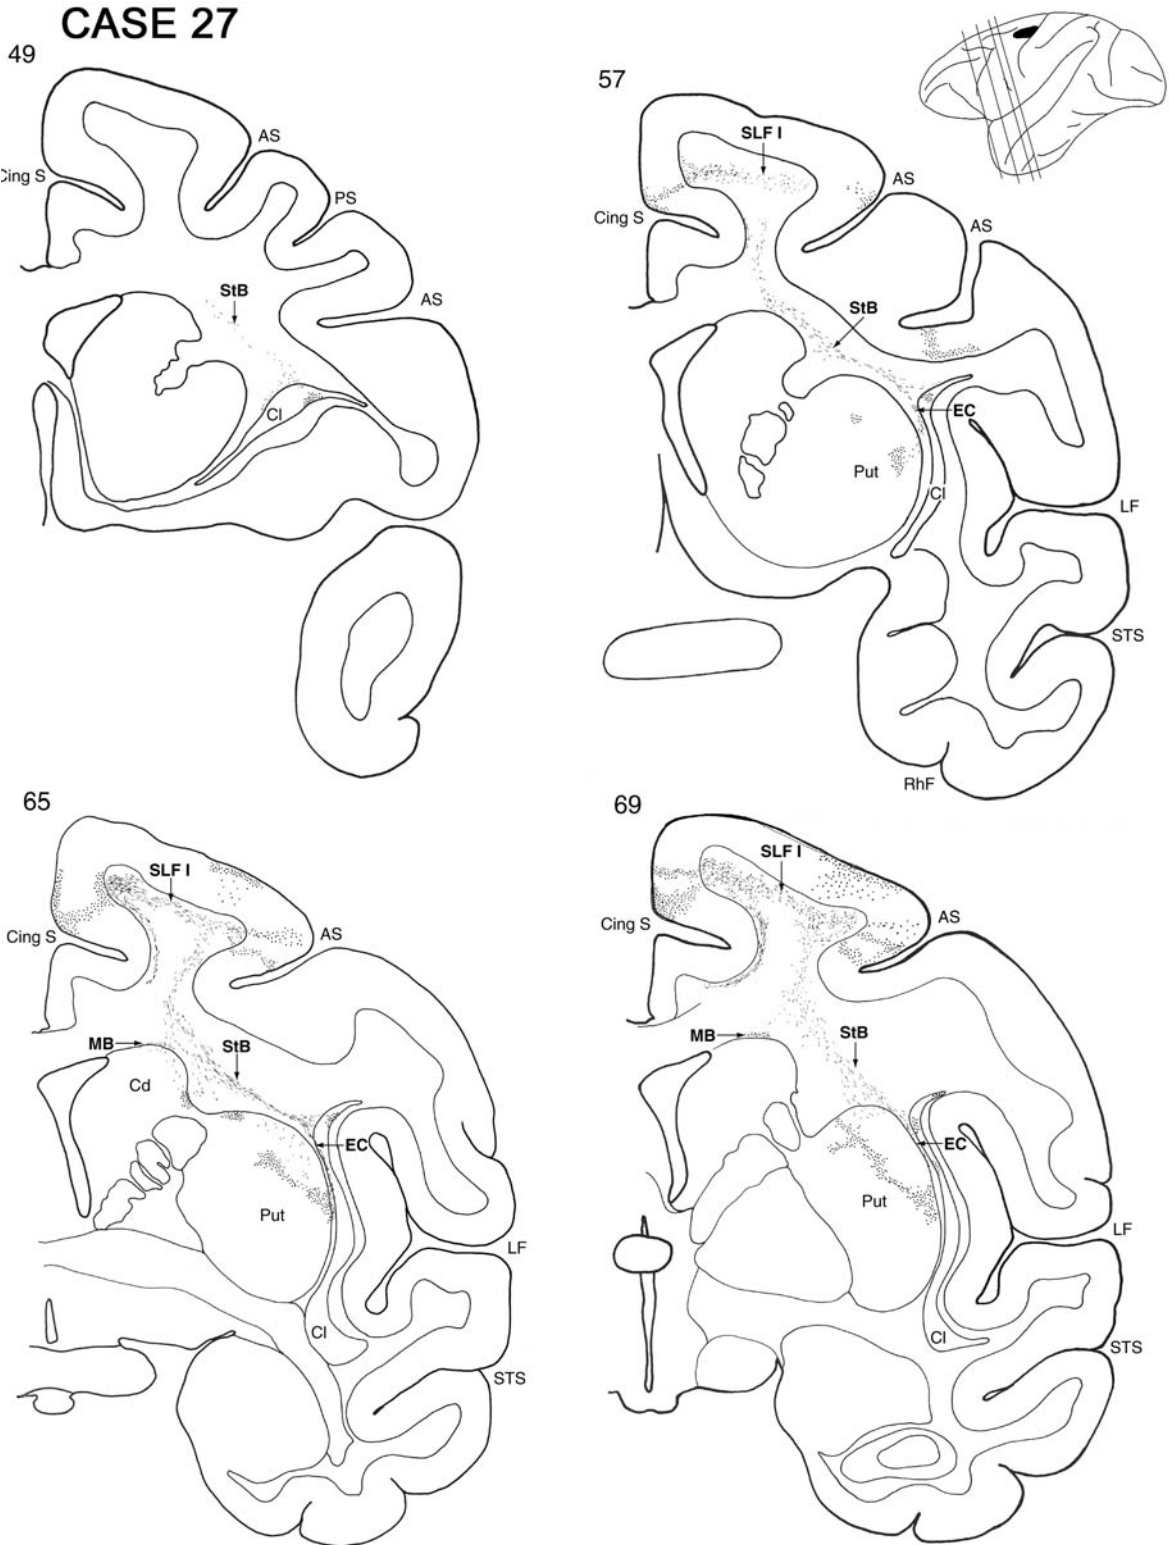 CASE 27
49
AS
Cing S
PS
StB
AS
Cl
57
SLF I
AS
Cing S
AS
StB
EC
Put
Cl
LF
STS
RhF
65
SLF I
Cing S
AS
MB
StB
Cd
EC
Put
LF
Cl
STS
69
SLF I
Cing S
AS
MB
StB
EC
Put
LF
Cl
STS